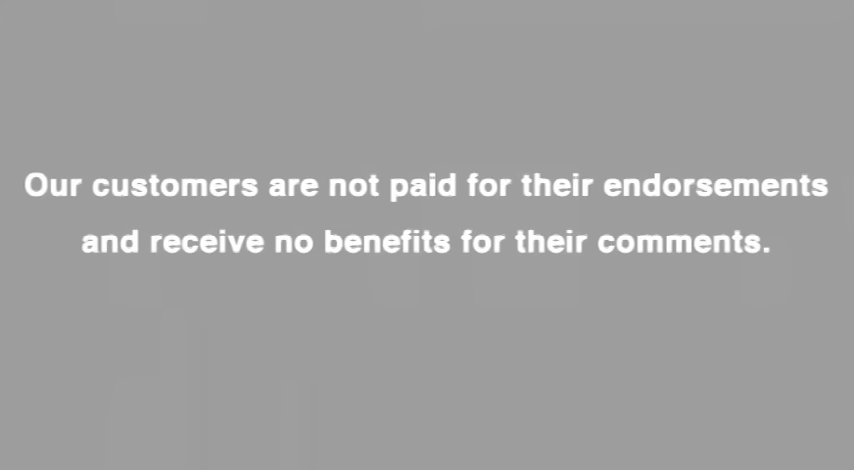 Our customers are not paid for their endorsements
and receive no benefits for their comments.